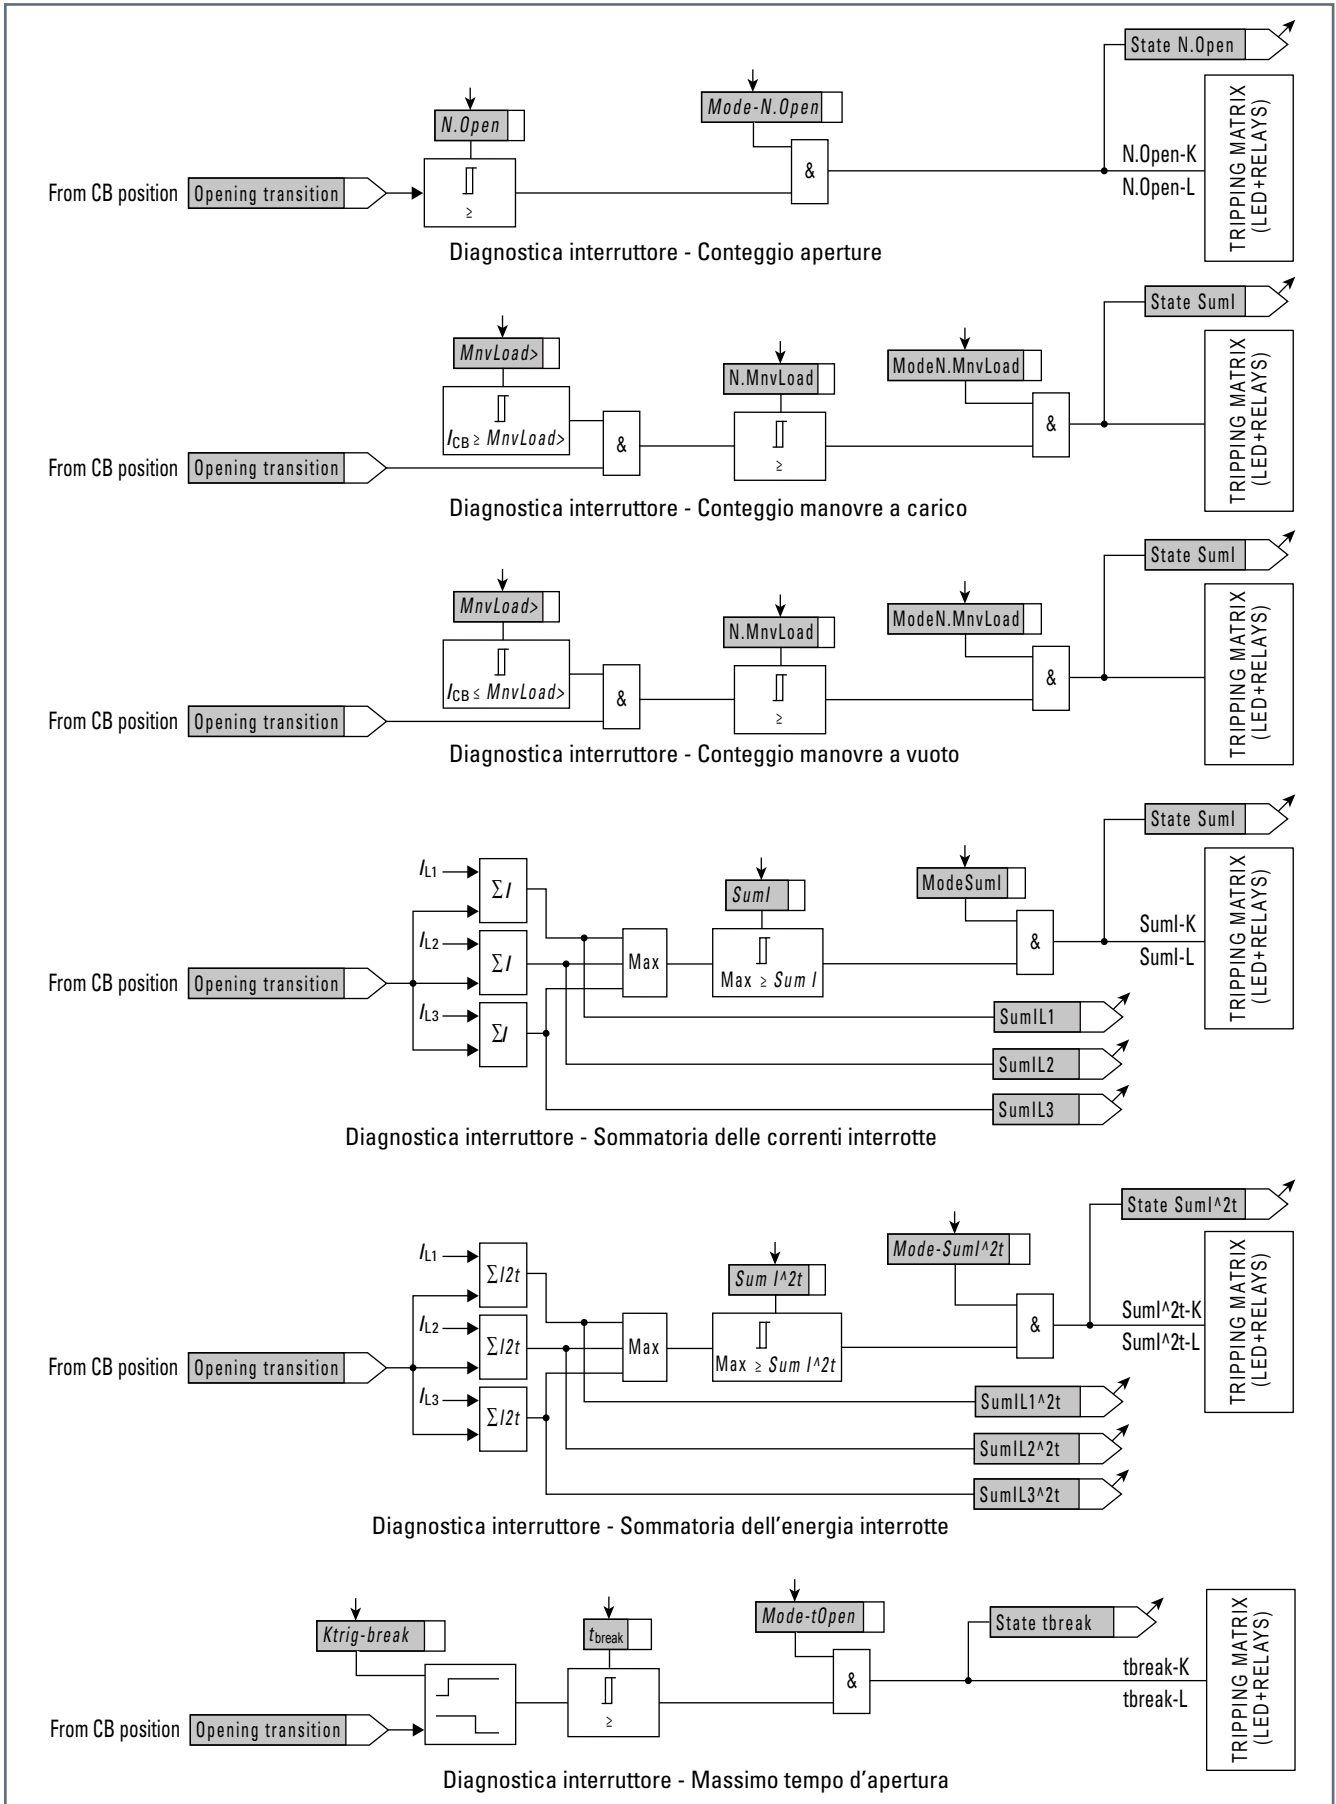 State N.Open
Mode-N.Open
N.Open
&
N.Open-K
N.Open-L
TRIPPING MATRIX
(LED+RELAYS)
From CB position
Opening transition
≥
Diagnostica interruttore - Conteggio aperture
State SumI
MnvLoad>
N.MnvLoad
ModeN.MnvLoad
ICB ≥ MnvLoad>
&
≥
&
TRIPPING MATRIX
(LED+RELAYS)
From CB position
Opening transition
Diagnostica interruttore - Conteggio manovre a carico
State SumI
MnvLoad>
N.MnvLoad
ModeN.MnvLoad
ICB ≤ MnvLoad>
&
≥
&
TRIPPING MATRIX
(LED+RELAYS)
From CB position
Opening transition
Diagnostica interruttore - Conteggio manovre a vuoto
State SumI
IL1
∑I
SumI
ModeSumI
IL2
∑I
Max
Max ≥ Sum I
&
SumI-K
SumI-L
TRIPPING MATRIX
(LED+RELAYS)
From CB position
Opening transition
IL3
∑I
SumIL1
SumIL2
SumIL3
Diagnostica interruttore - Sommatoria delle correnti interrotte
State SumI^2t
IL1
∑I2t
Sum I^2t
Mode-SumI^2t
IL2
∑I2t
Max
Max ≥ Sum I^2t
&
SumI^2t-K
SumI^2t-L
TRIPPING MATRIX
(LED+RELAYS)
From CB position
Opening transition
IL3
∑I2t
SumIL1^2t
SumIL2^2t
SumIL3^2t
Diagnostica interruttore - Sommatoria dell'energia interrotte
Ktrig-break
tbreak
Mode-tOpen
State tbreak
≥
&
tbreak-K
tbreak-L
TRIPPING MATRIX
(LED+RELAYS)
From CB position
Opening transition
Diagnostica interruttore - Massimo tempo d'apertura